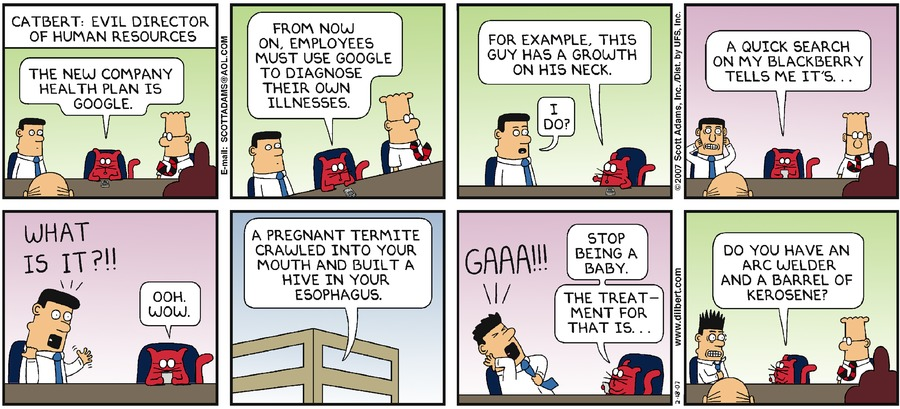 CATBERT: EVIL DIRECTOR
OF HUMAN RESOURCES
THE NEW COMPANY
HEALTH PLAN IS
GOOGLE.
E-mail: SCOTTADAMS@AOL.COM
FROM NOW
ON, EMPLOYEES
MUST USE GOOGLE
TO DIAGNOSE
THEIR OWN
ILLNESSES.
FOR EXAMPLE, THIS
GUY HAS A GROWTH
ON HIS NECK.
I
DO?
©2007 Scott Adams, Inc./Dist. by UFS, Inc.
A QUICK SEARCH
ON MY BLACKBERRY
TELLS ME IT'S...
WHAT
IS IT?!!
OOH.
WOW.
A PREGNANT TERMITE
CRAWLED INTO YOUR
MOUTH AND BUILT A
HIVE IN YOUR
ESOPHAGUS.
GAAA!!!
STOP
BEING A
BABY.
THE TREAT-
MENT FOR
THAT IS...
www.dilbert.com
2-18-07
DO YOU HAVE AN
ARC WELDER
AND A BARREL OF
KEROSENE?